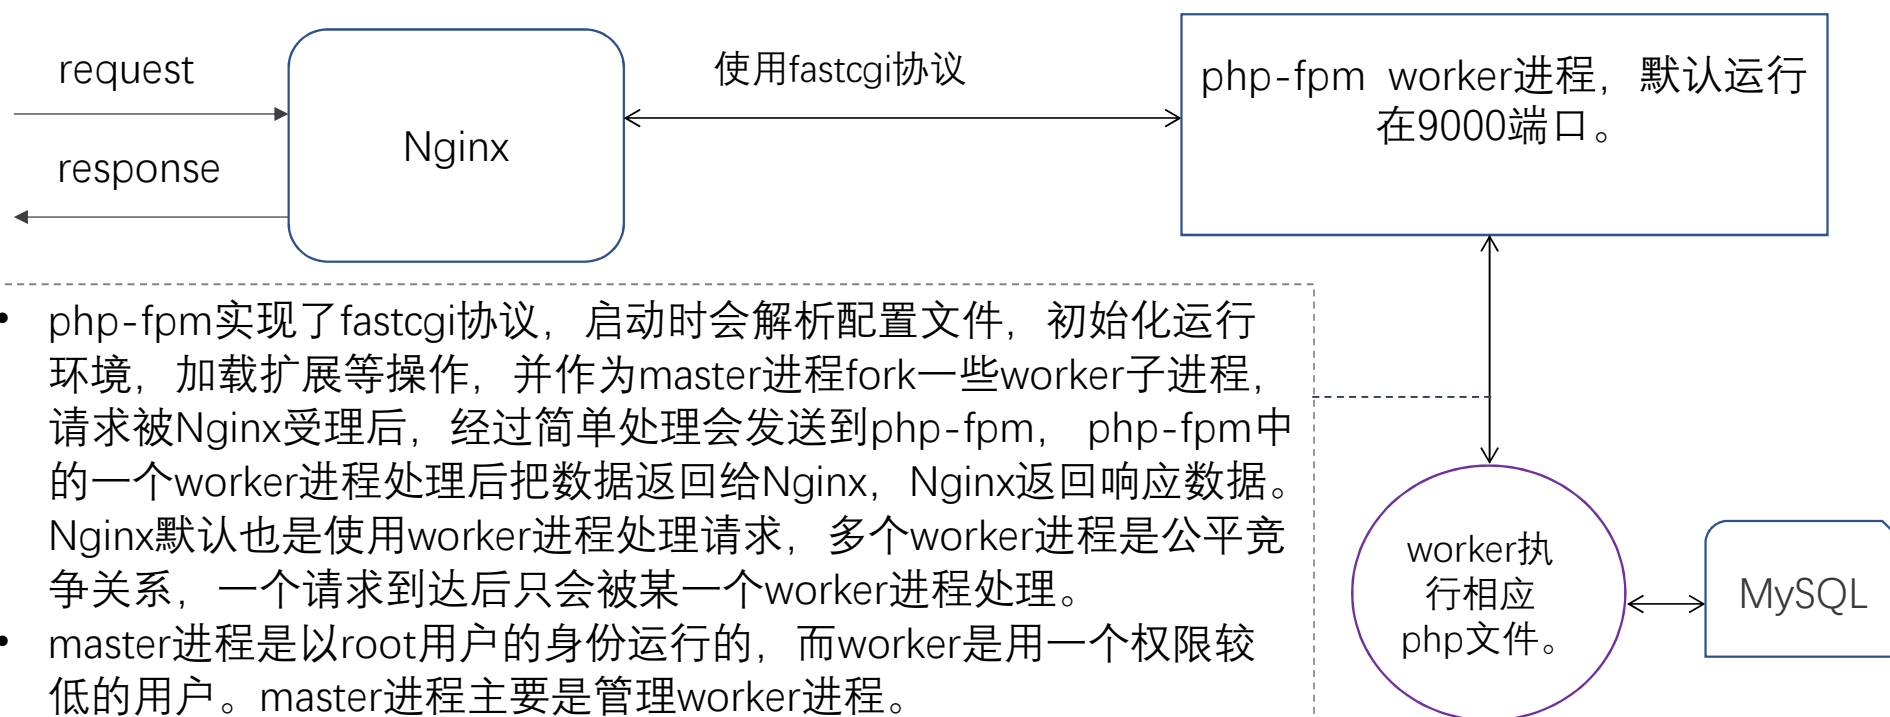 request
response
Nginx
使用fastcgi协议
php-fpm worker进程，默认运行
在9000端口。
• php-fpm实现了fastcgi协议，启动时会解析配置文件，初始化运行
环境，加载扩展等操作，并作为master进程fork一些worker子进程，
请求被Nginx受理后，经过简单处理会发送到php-fpm， php-fpm中
的一个worker进程处理后把数据返回给Nginx，Nginx返回响应数据。
Nginx默认也是使用worker进程处理请求，多个worker进程是公平竞
争关系，一个请求到达后只会被某一个worker进程处理。
• master进程是以root用户的身份运行的，而worker是用一个权限较
低的用户。master进程主要是管理worker进程。
worker执
行相应
php文件。
MySQL